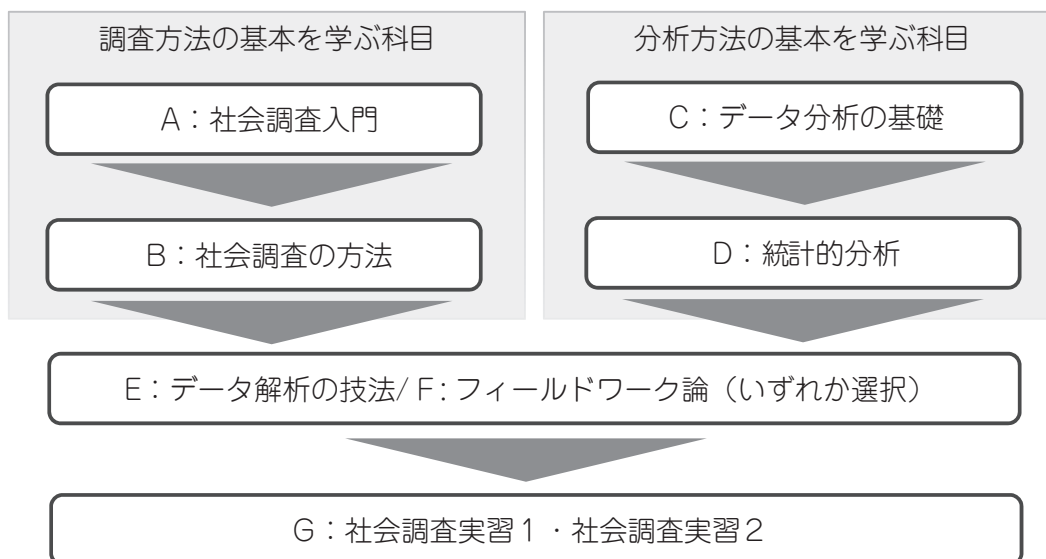 調査方法の基本を学ぶ科目
A：社会調査入門
B：社会調査の方法
分析方法の基本を学ぶ科目
C：データ分析の基礎
D：統計的分析
E：データ解析の技法/ F：フィールドワーク論（いずれか選択）
G：社会調査実習１・社会調査実習２